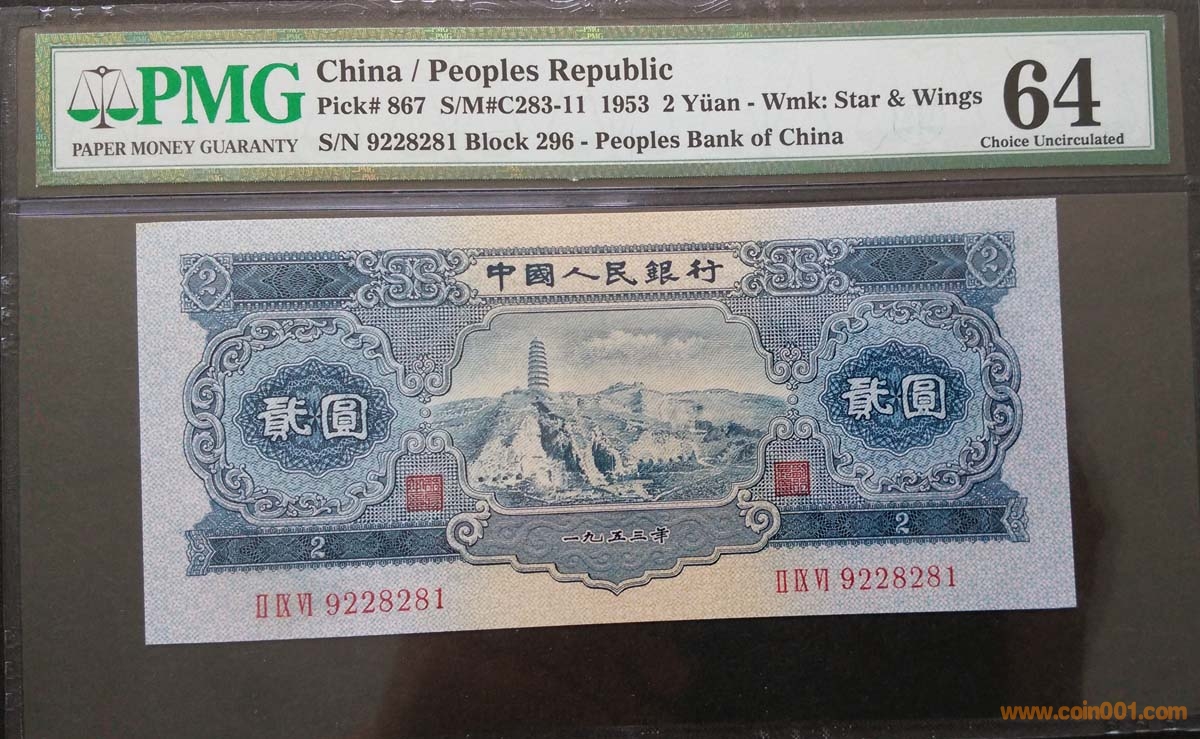 PMG
PAPER MONEY GUARANTY
China / Peoples Republic
Pick# 867 S/M#C283-11 1953 2 Yüan - Wmk: Star & Wings
S/N 9228281 Block 296 - Peoples Bank of China
64
Choice Uncirculated
2
中國人民銀行
2
貳圓
貳圓
一九五三年
2
2
II IX VI 9228281
II IX VI 9228281
www.coin001.com